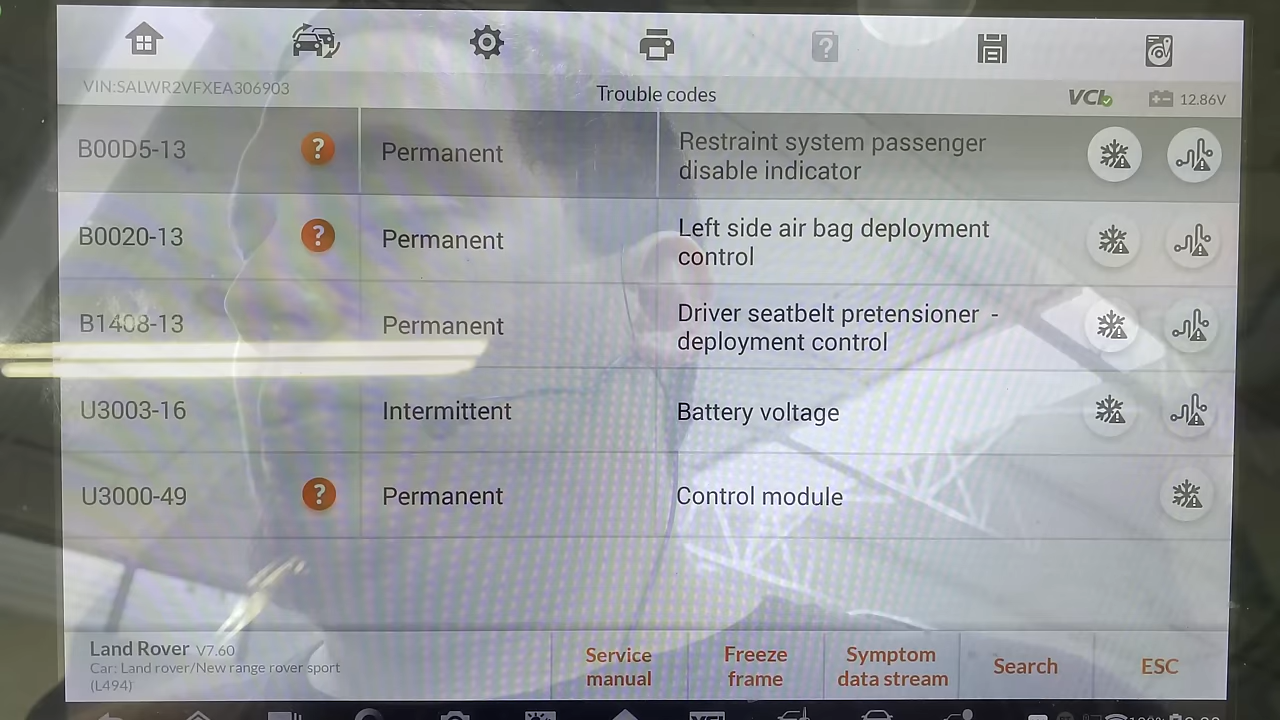 VIN:SALWR2VFXEA306903
Trouble codes
VCI
12.86V
B00D5-13 ? Permanent Restraint system passenger
disable indicator
B0020-13 ? Permanent Left side air bag deployment
control
B1408-13 Permanent Driver seatbelt pretensioner -
deployment control
U3003-16 Intermittent Battery voltage
U3000-49 ? Permanent Control module
Land Rover V7.60
Car: Land rover/New range rover sport
(L494)
Service
manual
Freeze
frame
Symptom
data stream
Search
ESC